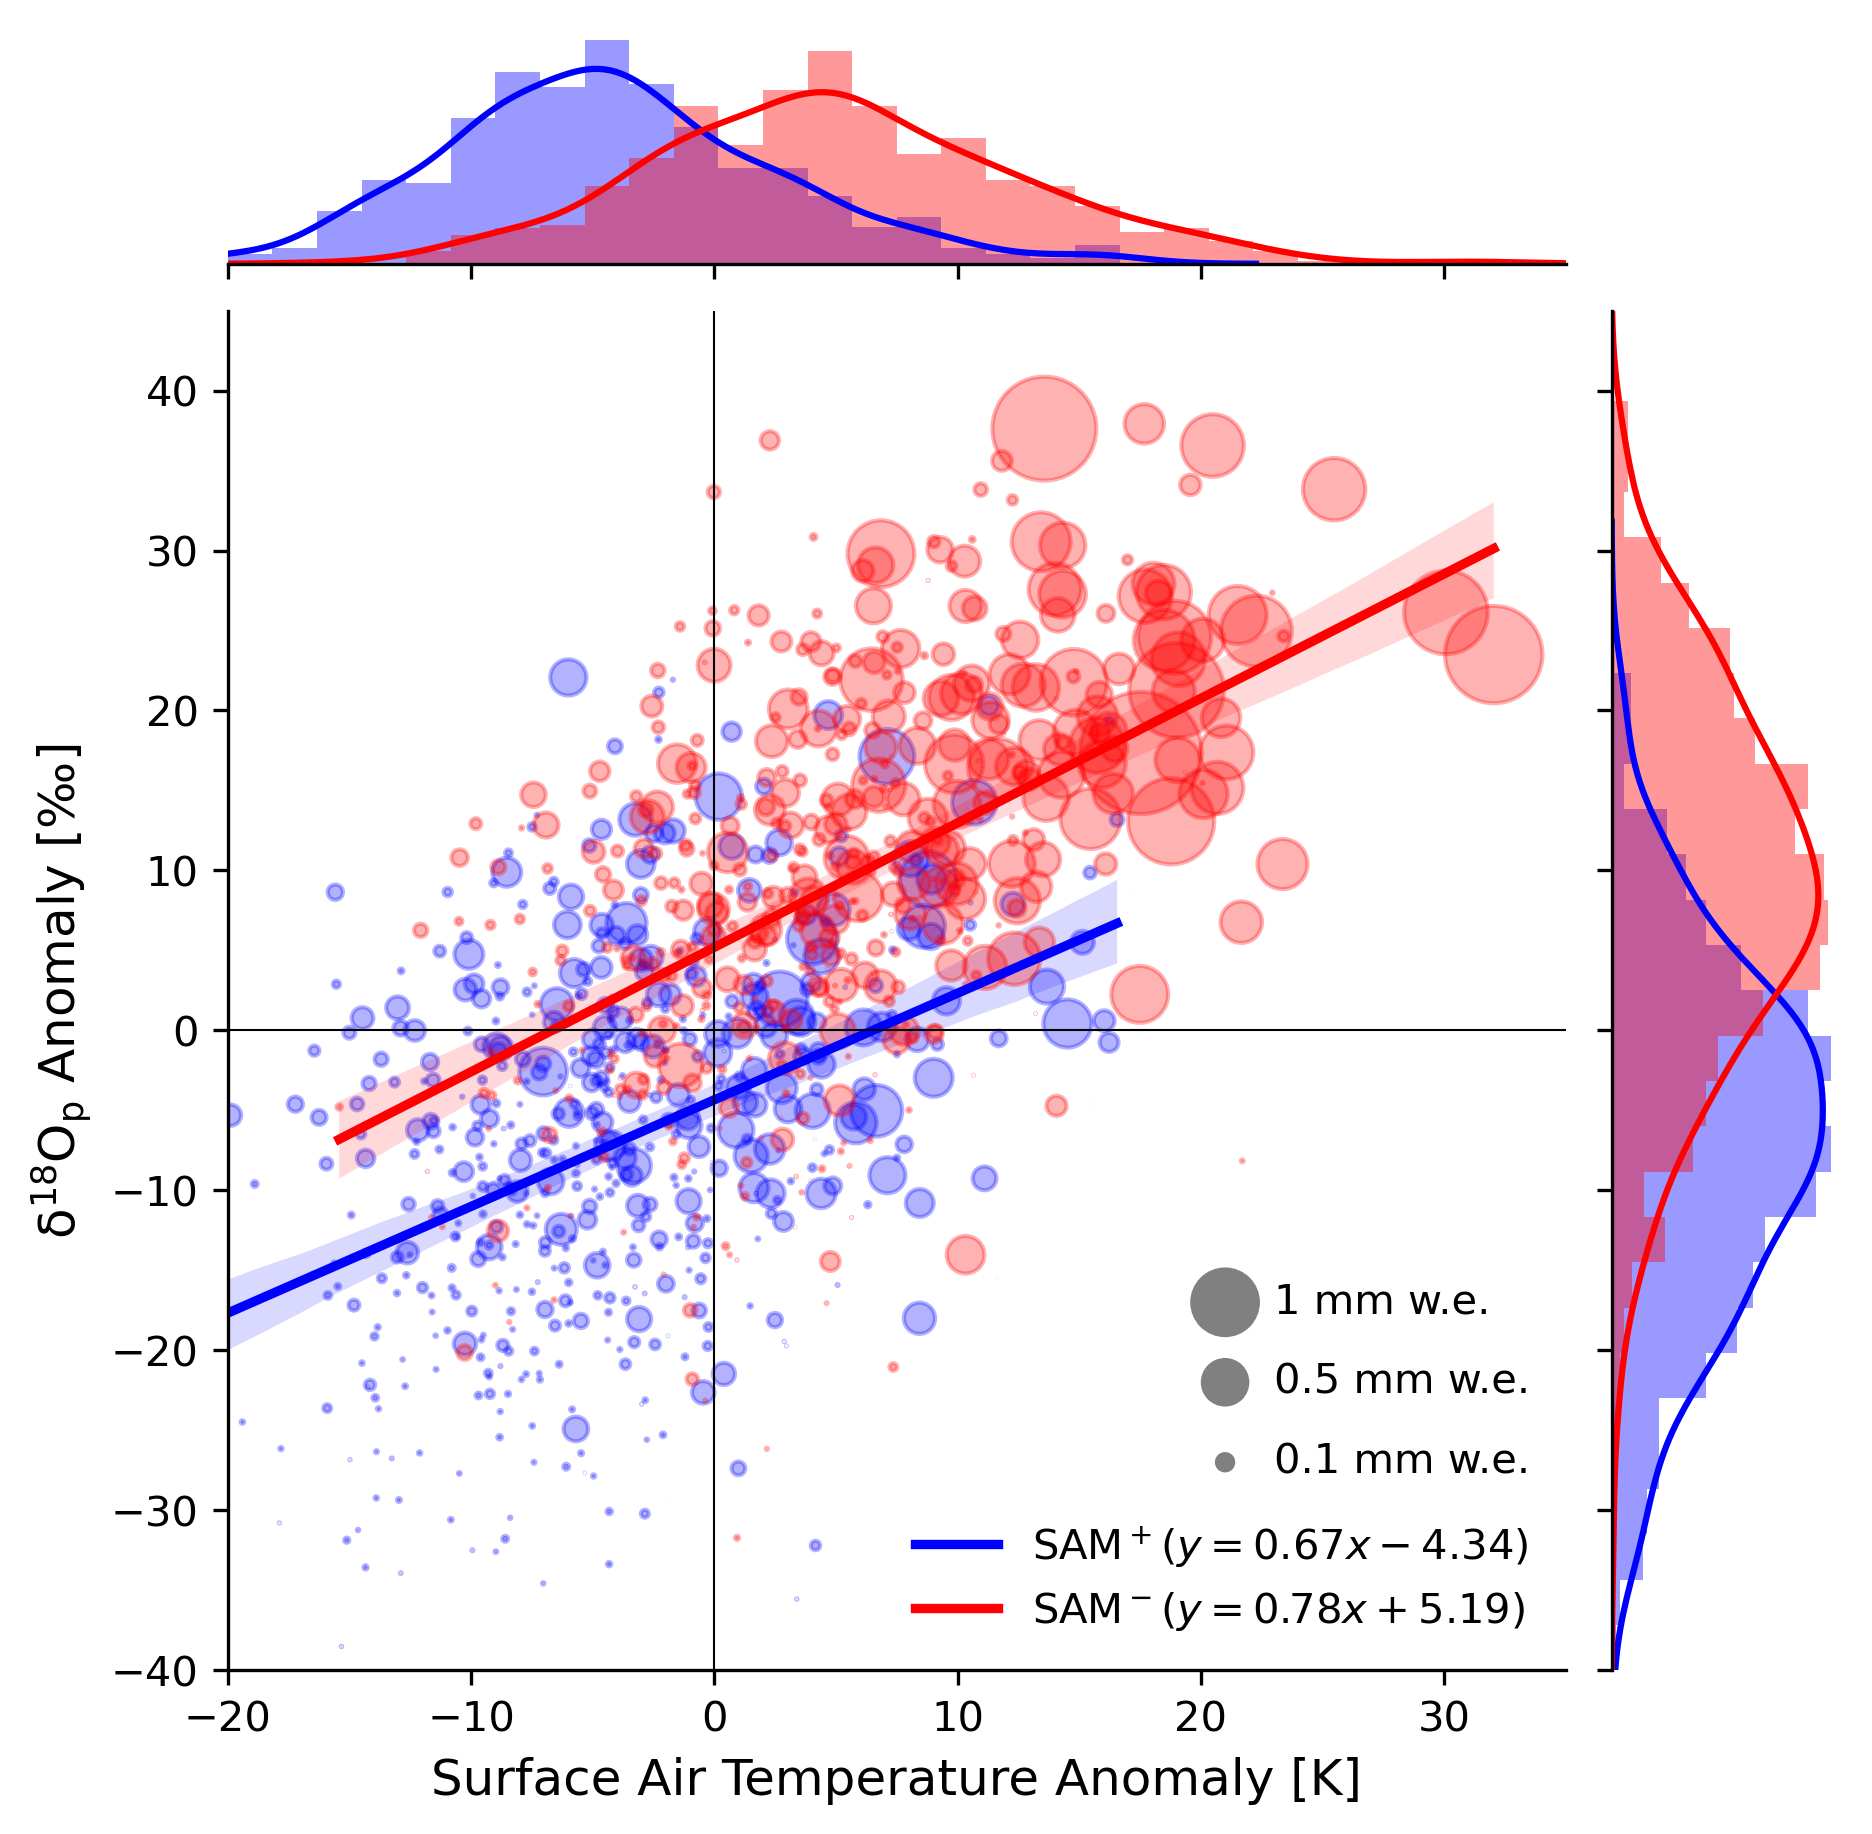 40
30
20
10
0
−10
−20
−30
−40
δ¹⁸Oₚ Anomaly [‰]
1 mm w.e.
0.5 mm w.e.
0.1 mm w.e.
SAM⁺ (y = 0.67x − 4.34)
SAM⁻ (y = 0.78x + 5.19)
−20 −10 0 10 20 30
Surface Air Temperature Anomaly [K]